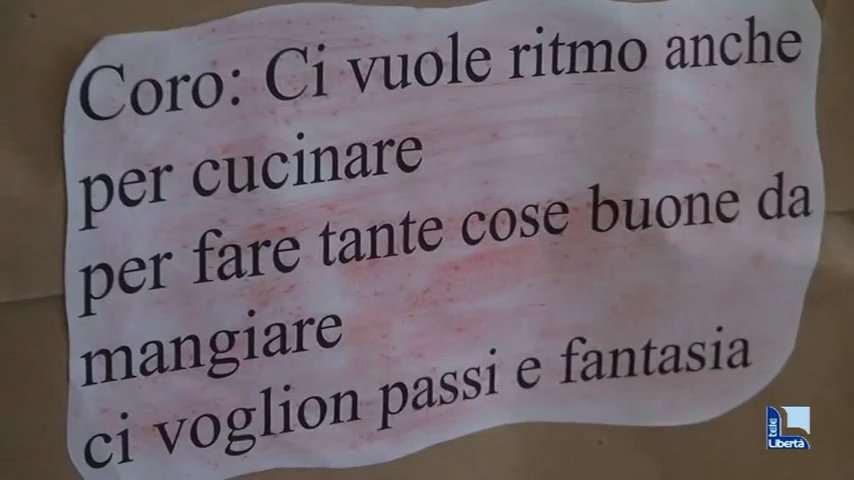 Coro: Ci vuole ritmo anche
per cucinare
per fare tante cose buone da
mangiare
ci voglion passi e fantasia
tele
Libertà